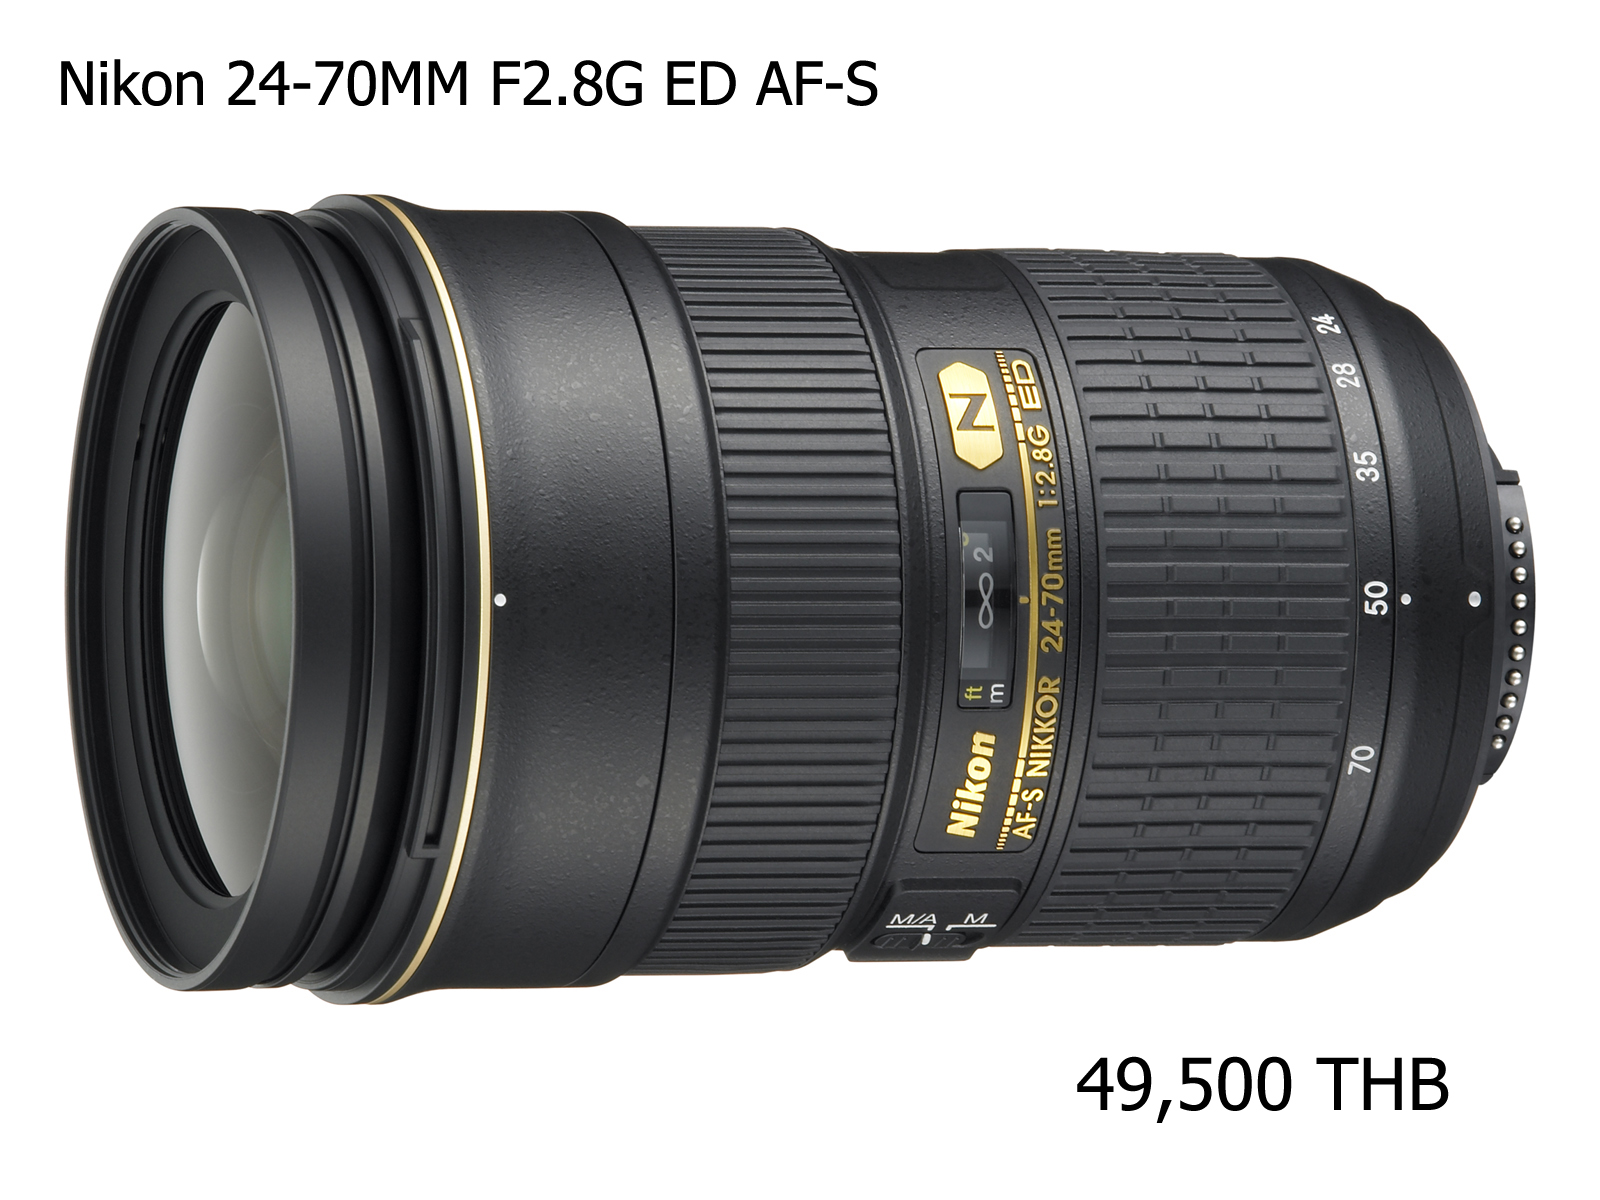 Nikon 24-70MM F2.8G ED AF-S
N
Nikon
AF-S NIKKOR 24-70mm 1:2.8G ED
ft
m
∞ 2
M/A M
24
28
35
50
70
49,500 THB